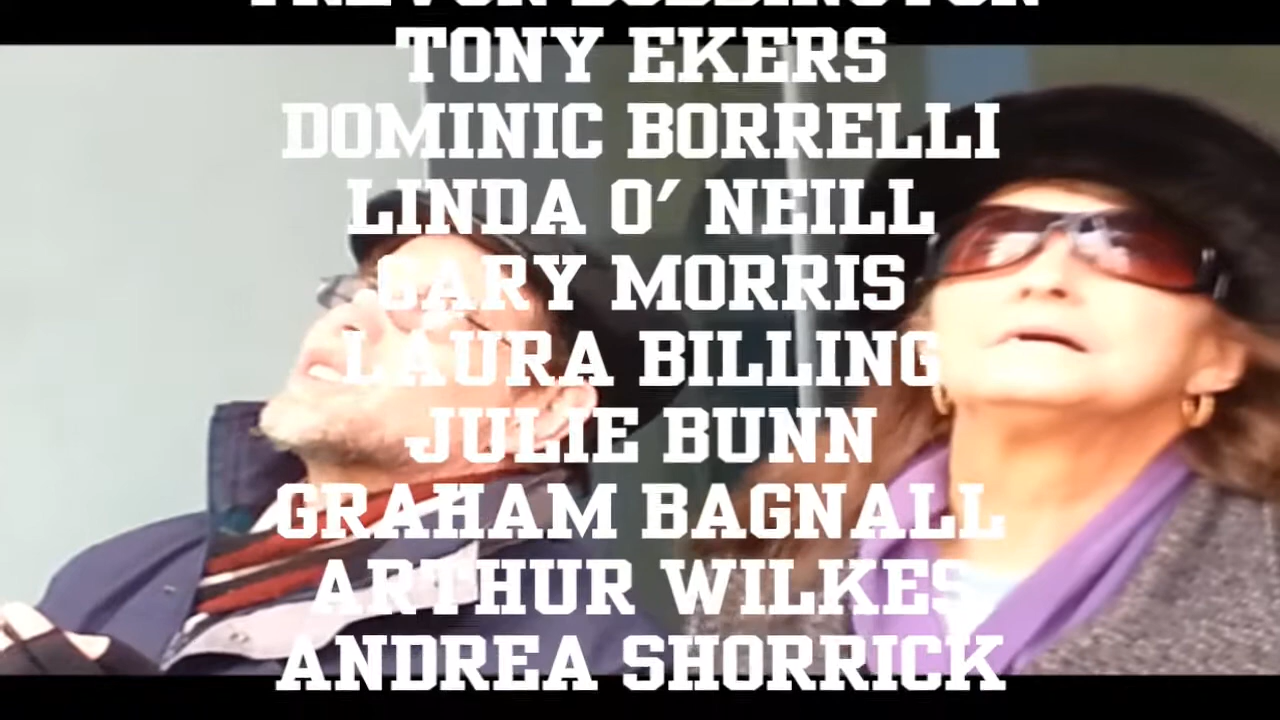 TONY EKERS
DOMINIC BORRELLI
LINDA O' NEILL
GARY MORRIS
LAURA BILLING
JULIE BUNN
GRAHAM BAGNALL
ARTHUR WILKES
ANDREA SHORRICK